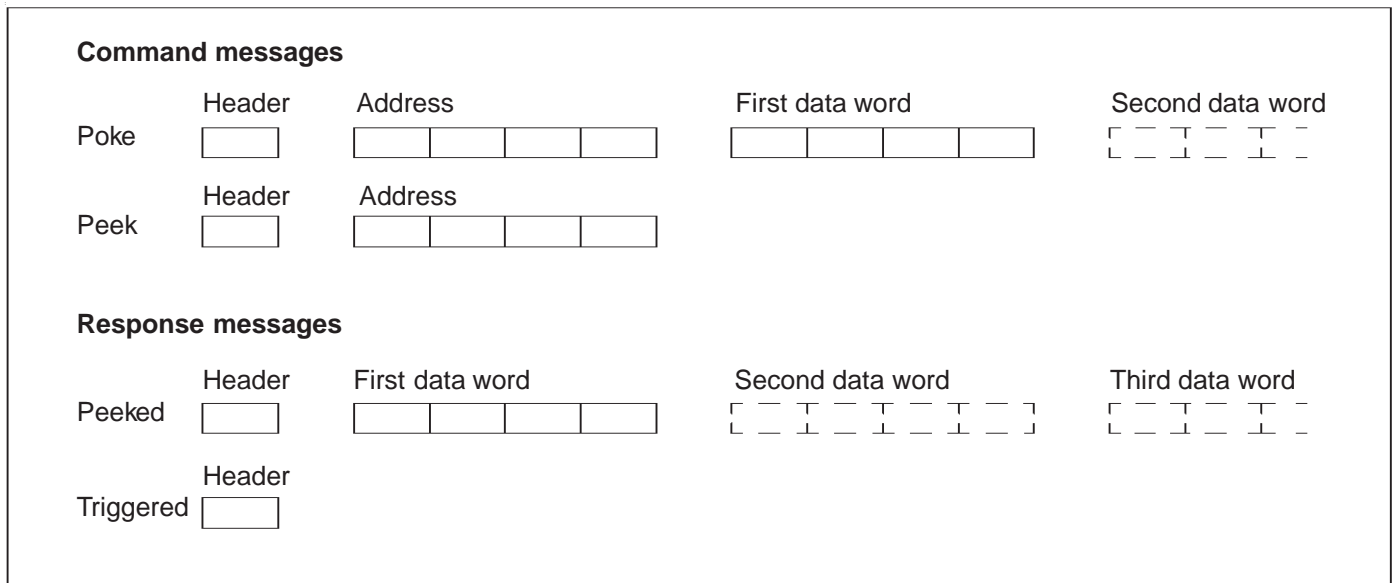 Command messages
Header Address First data word Second data word
Poke
Header Address
Peek
Response messages
Header First data word Second data word Third data word
Peeked
Header
Triggered